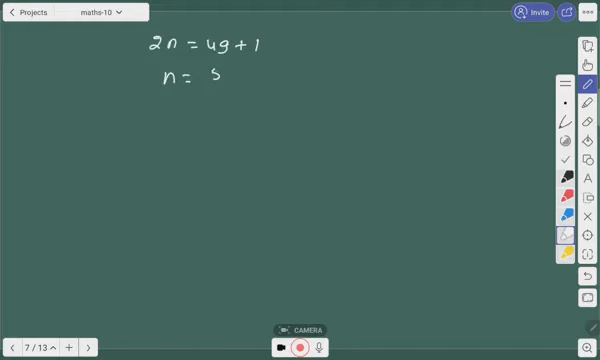 Projects
maths-10
Invite
2n = 49 + 1
n = 5
A
CAMERA
7 / 13